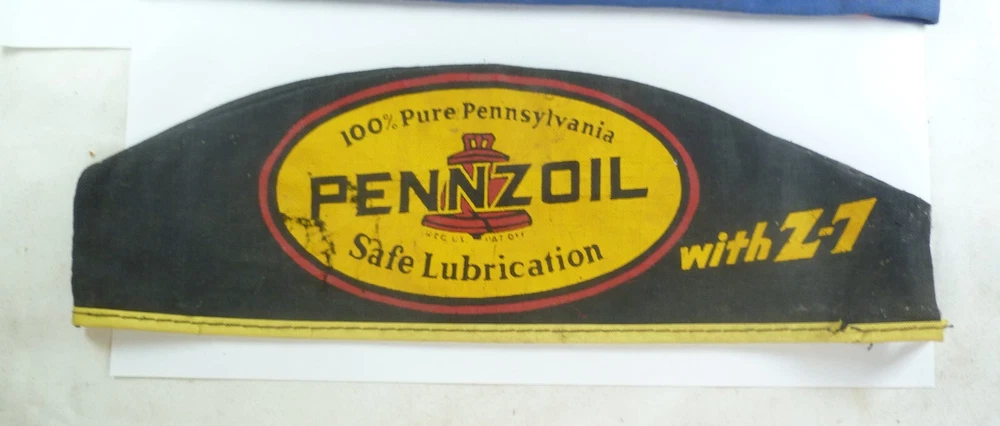 100% Pure Pennsylvania
PENNZOIL
Safe Lubrication
with Z-7